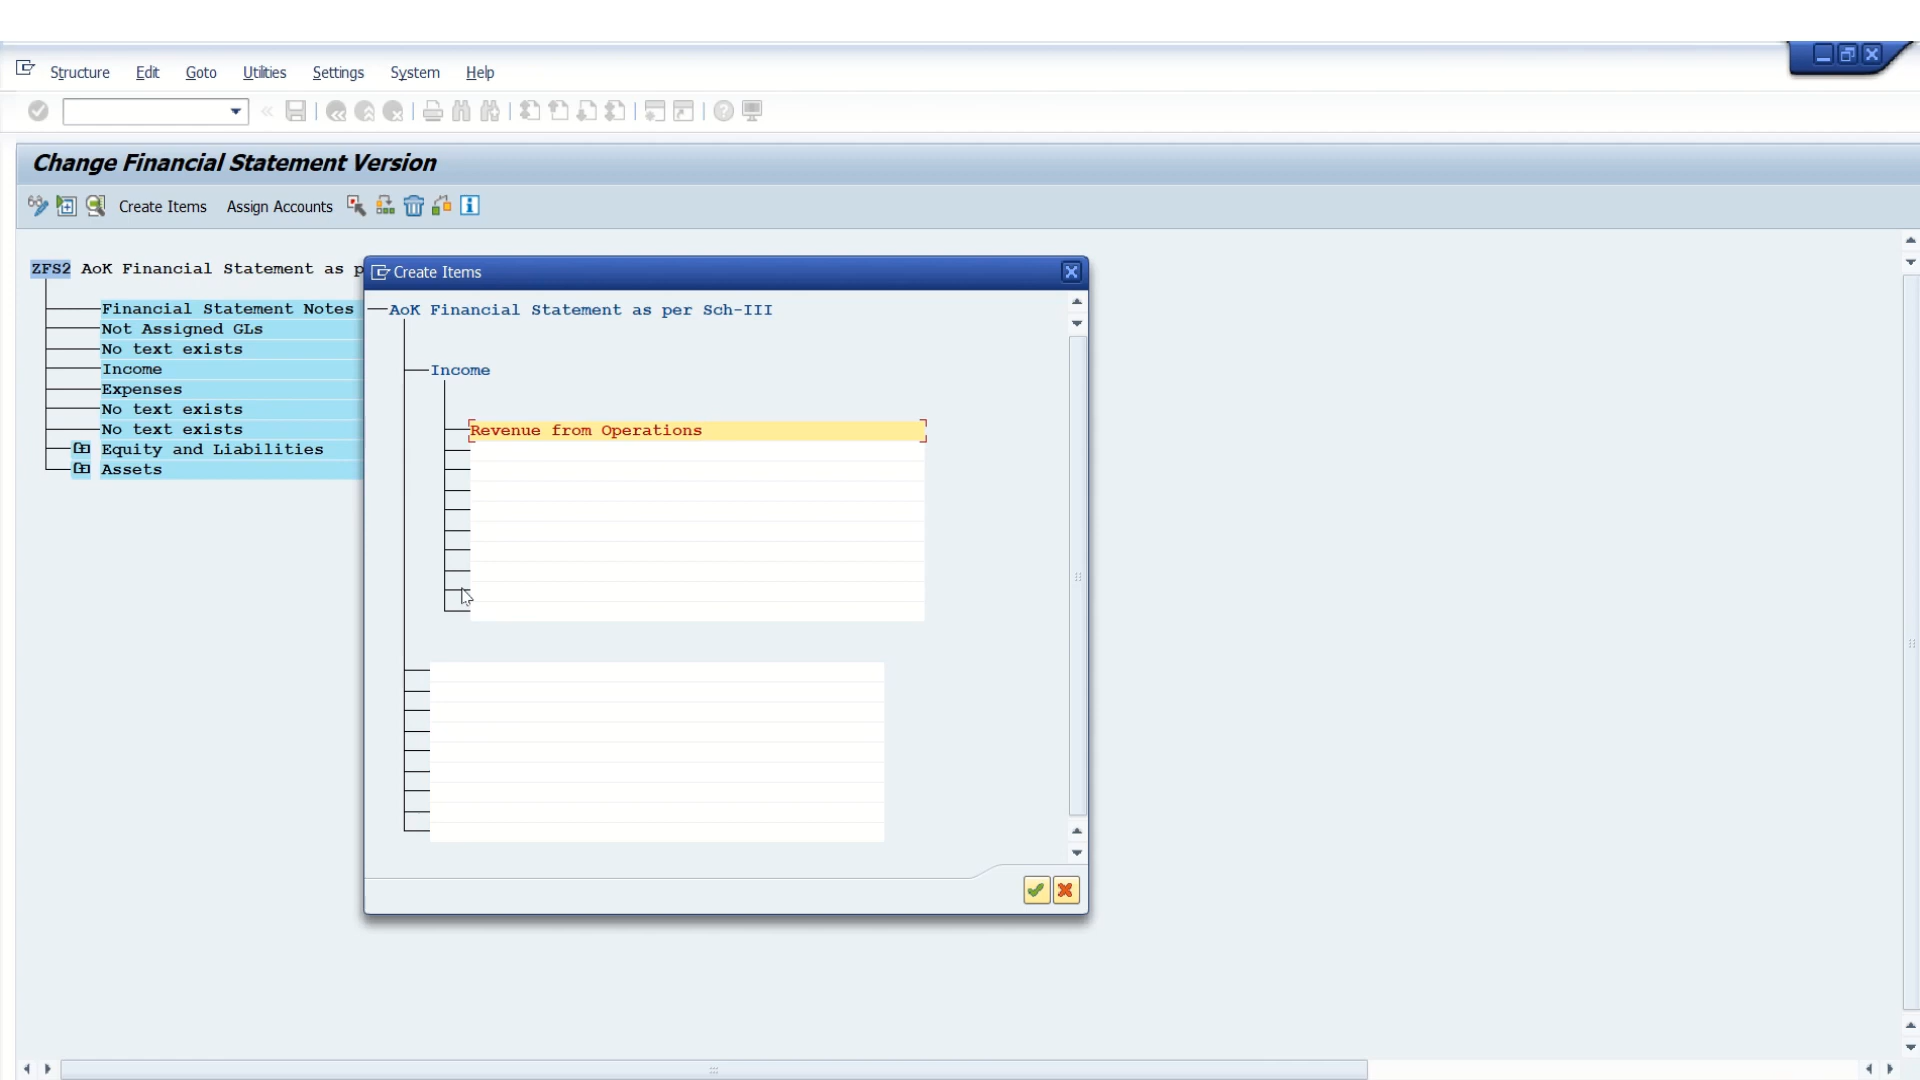 Structure Edit Goto Utilities Settings System Help
Change Financial Statement Version
Create Items Assign Accounts
ZFS2 AoK Financial Statement as p
Financial Statement Notes
Not Assigned GLs
No text exists
Income
Expenses
No text exists
No text exists
Equity and Liabilities
Assets
Create Items
AoK Financial Statement as per Sch-III
Income
Revenue from Operations